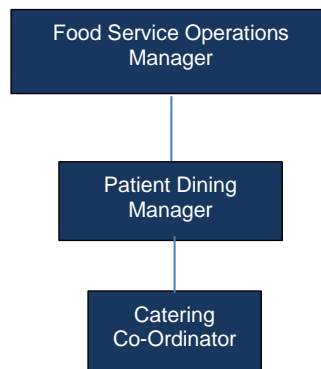 Food Service Operations
Manager
Patient Dining
Manager
Catering
Co-Ordinator